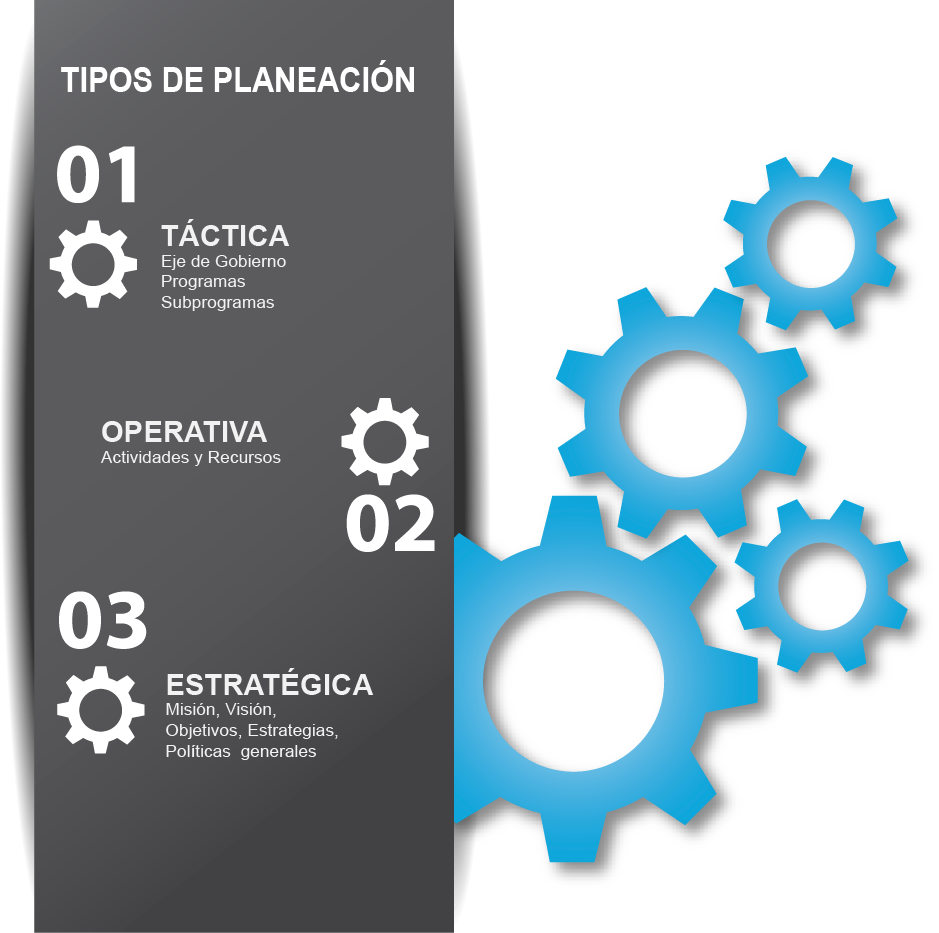 TIPOS DE PLANEACIÓN
01
TÁCTICA
Eje de Gobierno
Programas
Subprogramas
OPERATIVA
Actividades y Recursos
02
03
ESTRATÉGICA
Misión, Visión,
Objetivos, Estrategias,
Políticas  generales